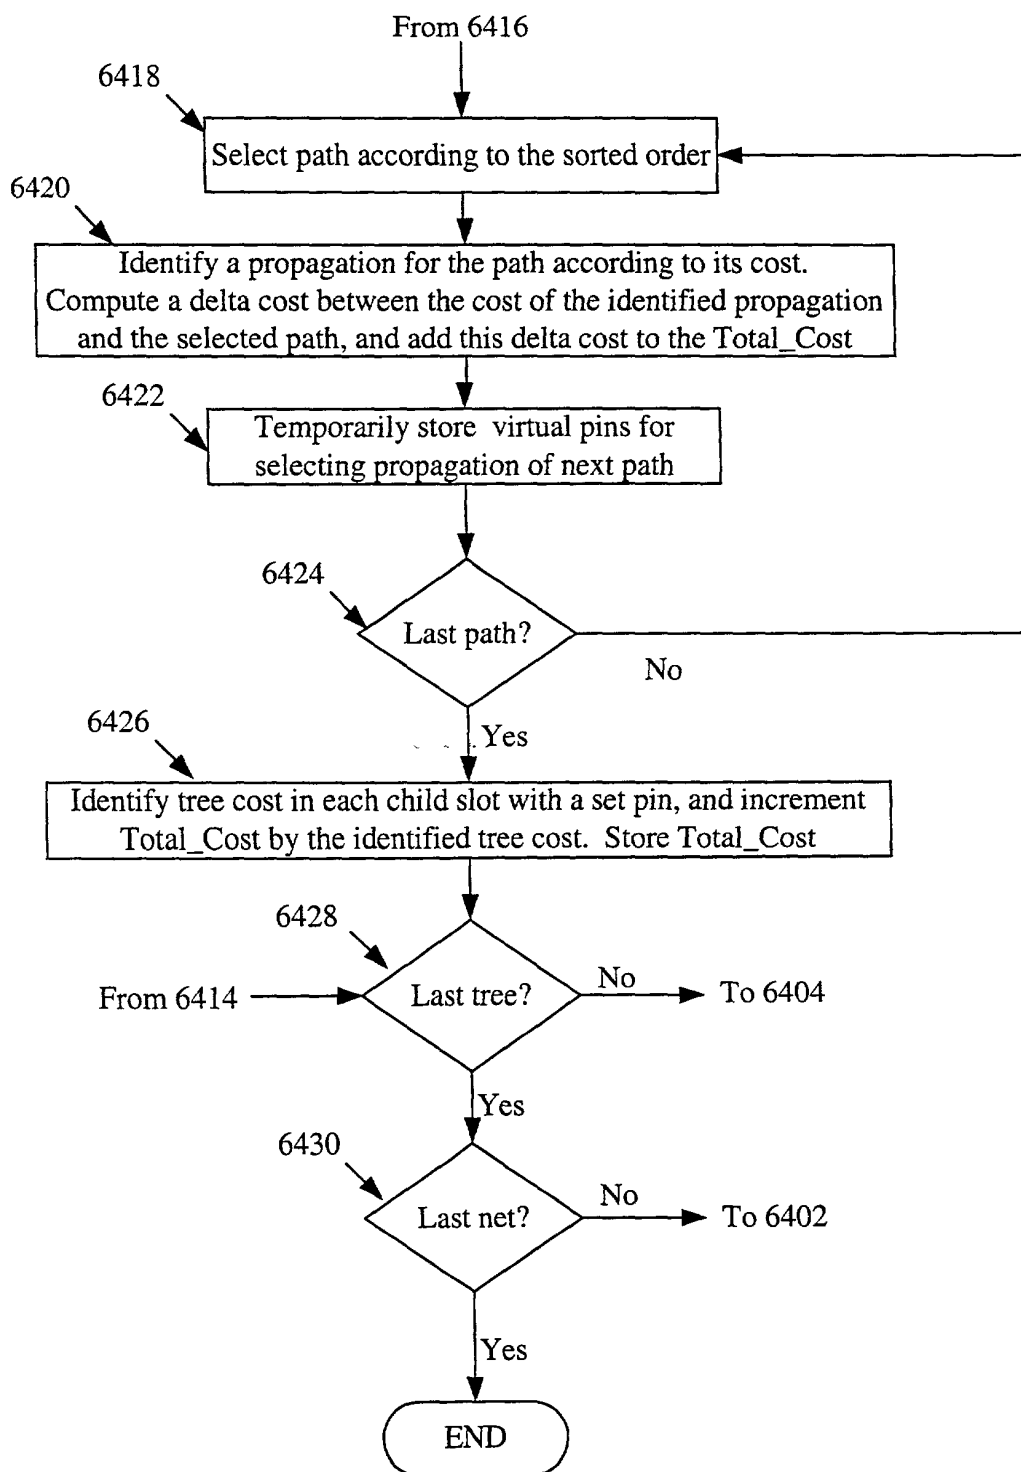 From 6416
6418
Select path according to the sorted order
6420
Identify a propagation for the path according to its cost.
Compute a delta cost between the cost of the identified propagation
and the selected path, and add this delta cost to the Total_Cost
6422
Temporarily store virtual pins for
selecting propagation of next path
6424
Last path?
No
Yes
6426
Identify tree cost in each child slot with a set pin, and increment
Total_Cost by the identified tree cost. Store Total_Cost
6428
From 6414
Last tree?
No
To 6404
Yes
6430
Last net?
No
To 6402
Yes
END